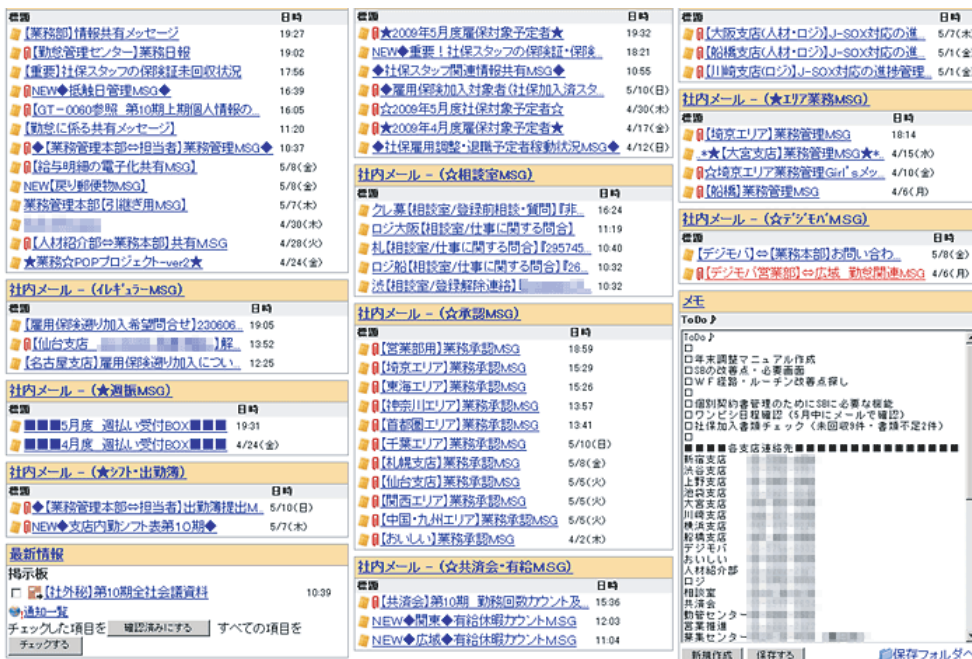 標題 日時
【業務部】情報共有メッセージ 19:27
【勤怠管理センター】業務日報 19:02
【重要】社保スタッフの保険証未回収状況 17:56
NEW◆抵触日管理MSG◆ 16:39
【GT-0060参照 第10期上期個人情報の... 16:05
【勤怠に係る共有メッセージ】 11:20
◆【業務管理本部⇔担当者】業務管理MSG◆ 10:37
【給与明細の電子化共有MSG】 5/8(金)
NEW【戻り郵便物MSG】 5/8(金)
業務管理本部【引継ぎ用MSG】 5/7(木)
4/30(木)
【人材紹介部⇔業務本部】共有MSG 4/28(火)
★業務☆POPプロジェクト-ver2★ 4/24(金)
社内メール - (イレギュラーMSG)
標題 日時
【雇用保険遡り加入希望問合せ】230606... 19:05
【仙台支店 】解... 13:52
【名古屋支店】雇用保険遡り加入につい... 12:25
社内メール - (★週振MSG)
標題 日時
■■■5月度 週払い受付BOX■■■ 19:31
■■■4月度 週払い受付BOX■■■ 4/24(金)
社内メール - (★シフト・出勤簿)
標題 日時
◆【業務管理本部⇔担当者】出勤簿提出M... 5/10(日)
NEW◆支店内勤シフト表第10期◆ 5/7(木)
最新情報
掲示板
【社外秘】第10期全社会議資料 10:39
通知一覧
チェックした項目を 確認済みにする すべての項目を
チェックする
標題 日時
★2009年5月度雇保対象予定者★ 19:32
NEW◆重要!社保スタッフの保険証・保険... 18:21
◆社保スタッフ関連情報共有MSG◆ 10:55
◆雇用保険加入対象者(社保加入済スタ... 5/10(日)
☆2009年5月度社保対象予定者☆ 4/30(木)
★2009年4月度雇保対象予定者★ 4/17(金)
◆社保雇用調整・退職予定者稼動状況MSG◆ 4/12(日)
社内メール - (☆相談室MSG)
標題 日時
クレ募【相談室/登録前相談・質問】『非... 16:24
ロジ大阪【相談室/仕事に関する問合】 11:19
札【相談室/仕事に関する問合】『295745... 10:40
ロジ船【相談室/仕事に関する問合】『26... 10:32
渋【相談室/登録解除連絡】 10:32
社内メール - (☆承認MSG)
標題 日時
【営業部用】業務承認MSG 18:59
【埼京エリア】業務承認MSG 15:29
【東海エリア】業務承認MSG 15:26
【神奈川エリア】業務承認MSG 13:57
【首都圏エリア】業務承認MSG 13:41
【千葉エリア】業務承認MSG 5/10(日)
【札幌支店】業務承認MSG 5/8(金)
【仙台支店】業務承認MSG 5/5(火)
【関西エリア】業務承認MSG 5/5(火)
【中国・九州エリア】業務承認MSG 5/5(火)
【おいしい】業務承認MSG 4/2(木)
社内メール - (☆共済会・有給MSG)
標題 日時
【共済会】第10期 勤務回数カウント及... 15:36
NEW◆関東◆有給休暇カウントMSG 12:03
NEW◆広域◆有給休暇カウントMSG 11:04
標題 日時
【大阪支店(人材・ロジ)】J-SOX対応の進... 5/7(木)
【船橋支店(人材・ロジ)】J-SOX対応の進... 5/1(金)
【川崎支店(ロジ)】J-SOX対応の進捗管理... 5/1(金)
社内メール - (★エリア業務MSG)
標題 日時
【埼京エリア】業務管理MSG 18:14
.*★【大宮支店】業務管理MSG★*. 4/15(水)
☆埼京エリア業務管理Girl'sメッ... 4/10(金)
【船橋】業務管理MSG 4/6(月)
社内メール - (☆デジモバMSG)
標題 日時
【デジモバ】⇔【業務本部】お問い合わ... 5/8(金)
【デジモバ営業部】⇔広域 勤怠関連MSG 4/6(月)
メモ
ToDo♪
ToDo♪
□
□年末調整マニュアル作成
□SBの改善点・必要画面
□WF経路・ルーチン改善点探し
□
□個別契約書管理のためにSBに必要な機能
□ワンビシ日程確認(5月中にメールで確認)
□社保加入書類チェック(未回収9件・書類不足2件)
□
■■■■各支店連絡先■■■■■■■■■■■■■■■
新宿支店
渋谷支店
上野支店
池袋支店
大宮支店
川崎支店
横浜支店
船橋支店
デジモバ
おいしい
人材紹介部
ロジ
相談室
共済会
勤管センター
営業推進
募集センター
新規作成 保存する 保存フォルダへ